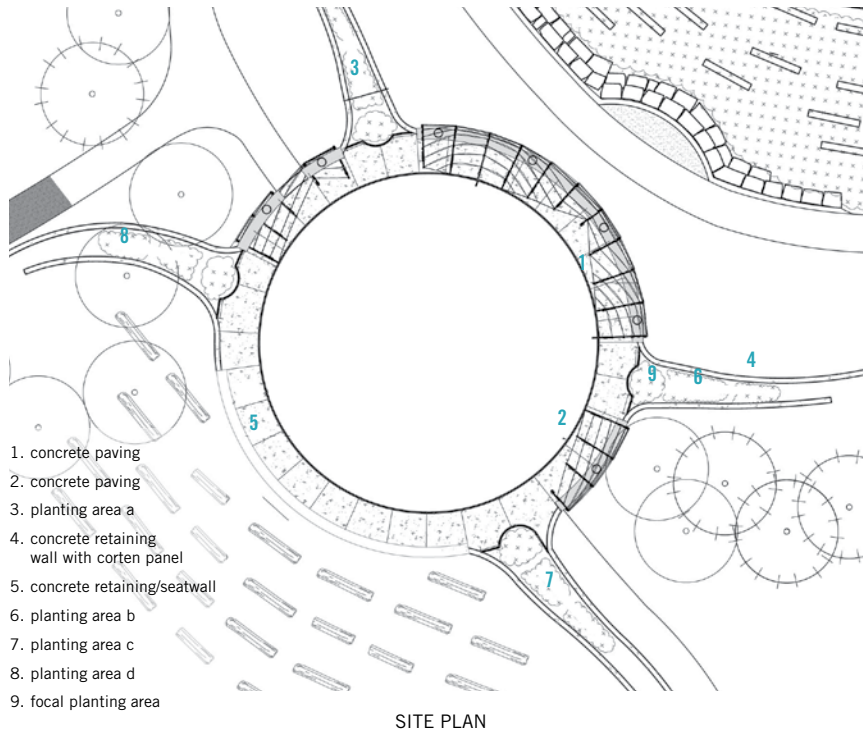 3
8
1
4
9
6
2
5
7
1. concrete paving
2. concrete paving
3. planting area a
4. concrete retaining
wall with corten panel
5. concrete retaining/seatwall
6. planting area b
7. planting area c
8. planting area d
9. focal planting area
SITE PLAN